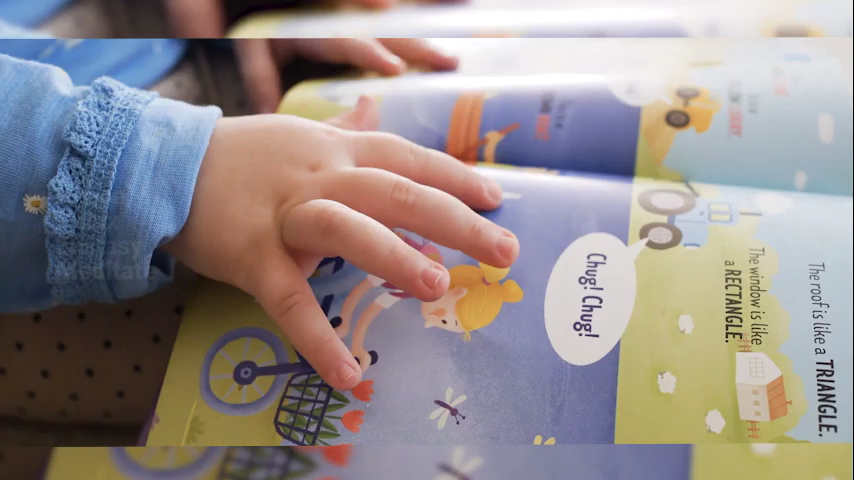 Chug! Chug!
The window is like
a RECTANGLE.
The roof is like a TRIANGLE.